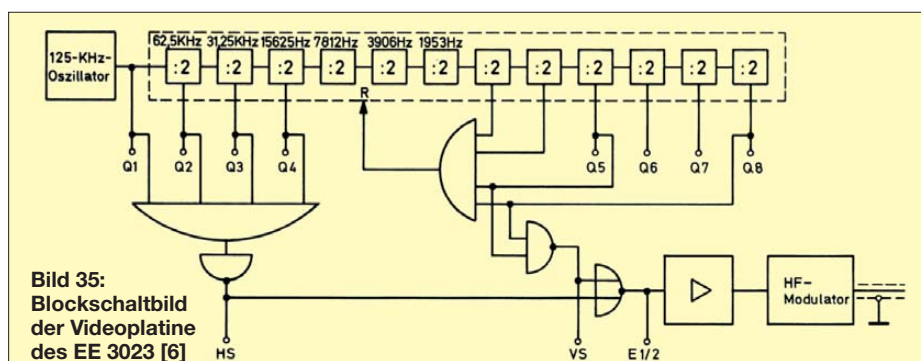 125-KHz-
Oszillator
62,5KHz 31,25KHz 15625Hz 7812Hz 3906Hz 1953Hz
:2 :2 :2 :2 :2 :2 :2 :2 :2 :2 :2 :2
R
Q1 Q2 Q3 Q4 Q5 Q6 Q7 Q8
HF-
Modulator
Bild 35:
Blockschaltbild
der Videoplatine
des EE 3023 [6]
HS VS E1/2